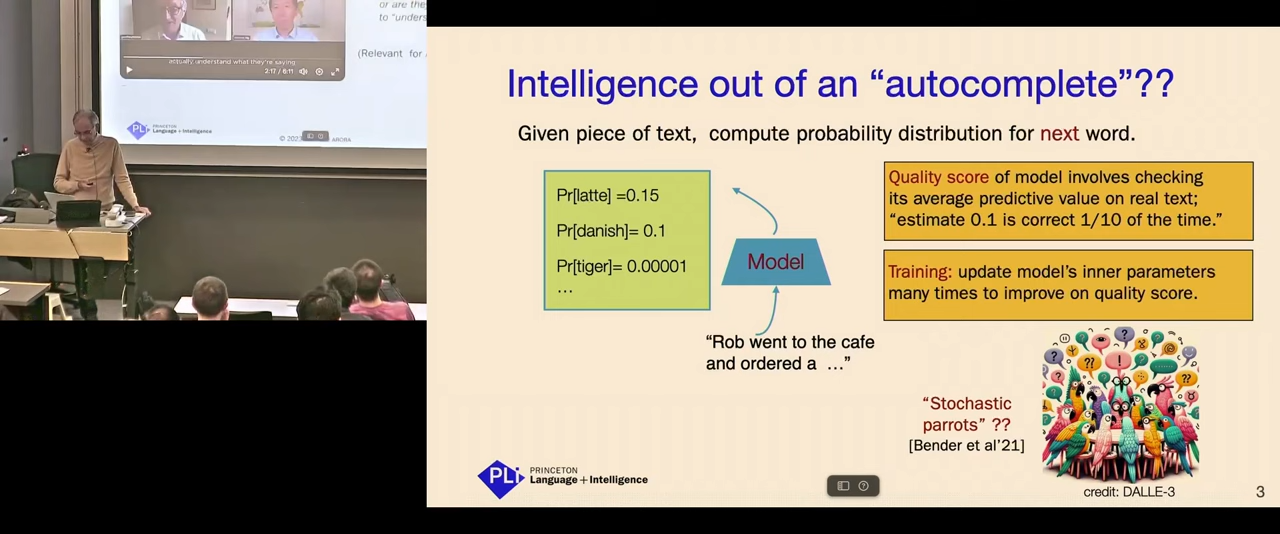 or are the
to "unders
(Relevant for
actually understand what they're saying
2:17 / 6:11
PLi
PRINCETON
Language + Intelligence
ARORA
Intelligence out of an “autocomplete”??
Given piece of text, compute probability distribution for next word.
Pr[latte] =0.15
Pr[danish]= 0.1
Pr[tiger]= 0.00001
…
Model
“Rob went to the cafe
and ordered a …”
Quality score of model involves checking
its average predictive value on real text;
“estimate 0.1 is correct 1/10 of the time.”
Training: update model’s inner parameters
many times to improve on quality score.
“Stochastic
parrots” ??
[Bender et al’21]
credit: DALLE-3
PLi
PRINCETON
Language + Intelligence
3